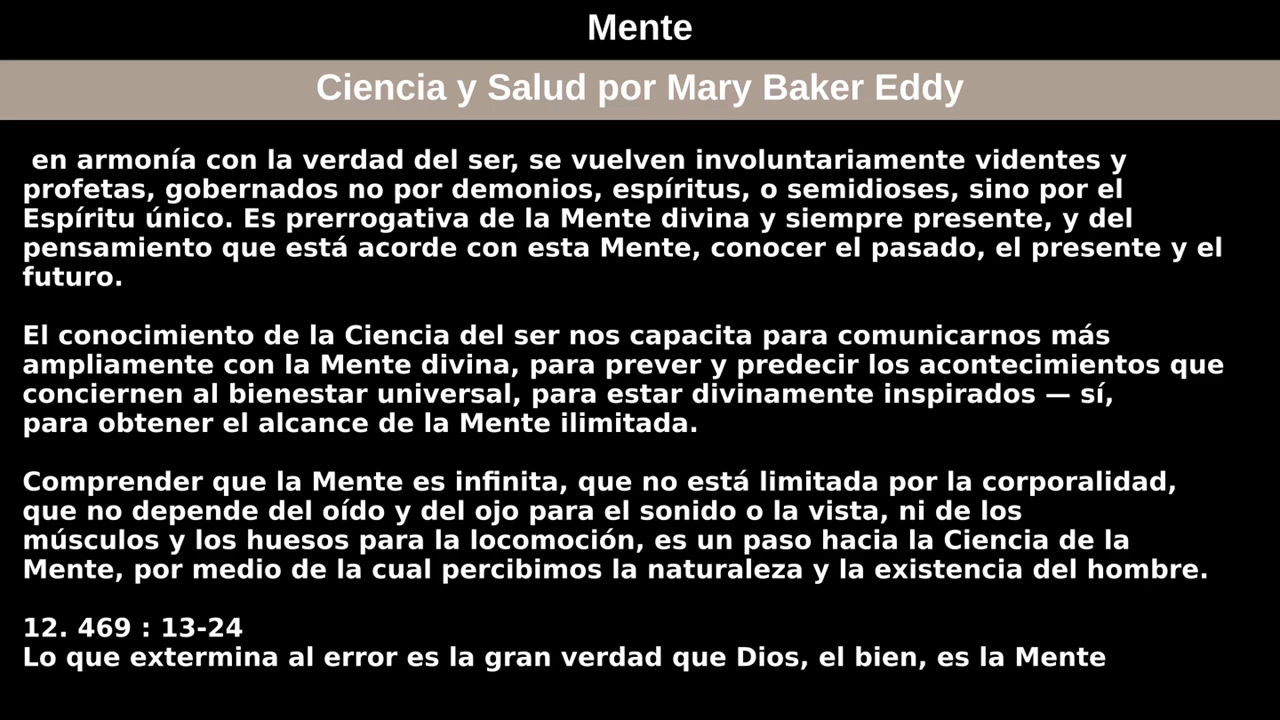 Mente
Ciencia y Salud por Mary Baker Eddy
en armonía con la verdad del ser, se vuelven involuntariamente videntes y
profetas, gobernados no por demonios, espíritus, o semidioses, sino por el
Espíritu único. Es prerrogativa de la Mente divina y siempre presente, y del
pensamiento que está acorde con esta Mente, conocer el pasado, el presente y el
futuro.
El conocimiento de la Ciencia del ser nos capacita para comunicarnos más
ampliamente con la Mente divina, para prever y predecir los acontecimientos que
conciernen al bienestar universal, para estar divinamente inspirados — sí,
para obtener el alcance de la Mente ilimitada.
Comprender que la Mente es infinita, que no está limitada por la corporalidad,
que no depende del oído y del ojo para el sonido o la vista, ni de los
músculos y los huesos para la locomoción, es un paso hacia la Ciencia de la
Mente, por medio de la cual percibimos la naturaleza y la existencia del hombre.
12. 469 : 13-24
Lo que extermina al error es la gran verdad que Dios, el bien, es la Mente